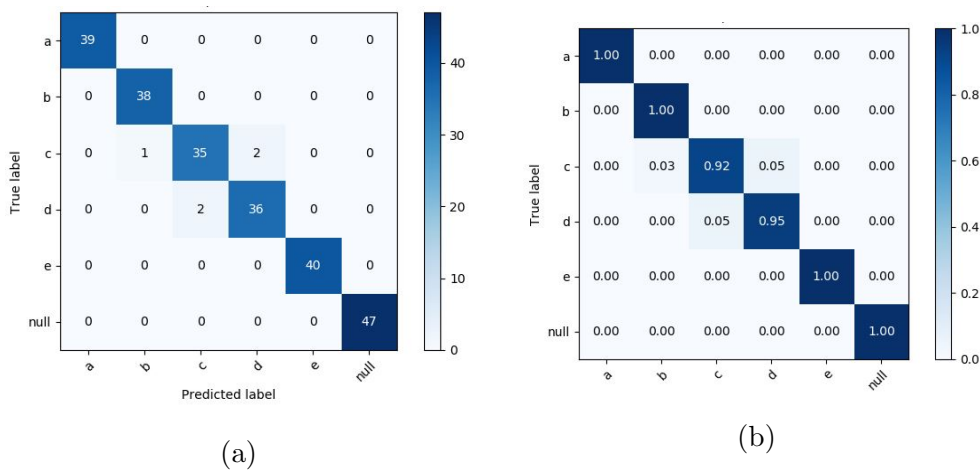 a 39 0 0 0 0 0
b 0 38 0 0 0 0
c 0 1 35 2 0 0
d 0 0 2 36 0 0
e 0 0 0 0 40 0
null 0 0 0 0 0 47
a b c d e null
True label
Predicted label
40
30
20
10
0
(a)
a 1.00 0.00 0.00 0.00 0.00 0.00
b 0.00 1.00 0.00 0.00 0.00 0.00
c 0.00 0.03 0.92 0.05 0.00 0.00
d 0.00 0.00 0.05 0.95 0.00 0.00
e 0.00 0.00 0.00 0.00 1.00 0.00
null 0.00 0.00 0.00 0.00 0.00 1.00
a b c d e null
True label
1.0
0.8
0.6
0.4
0.2
0.0
(b)